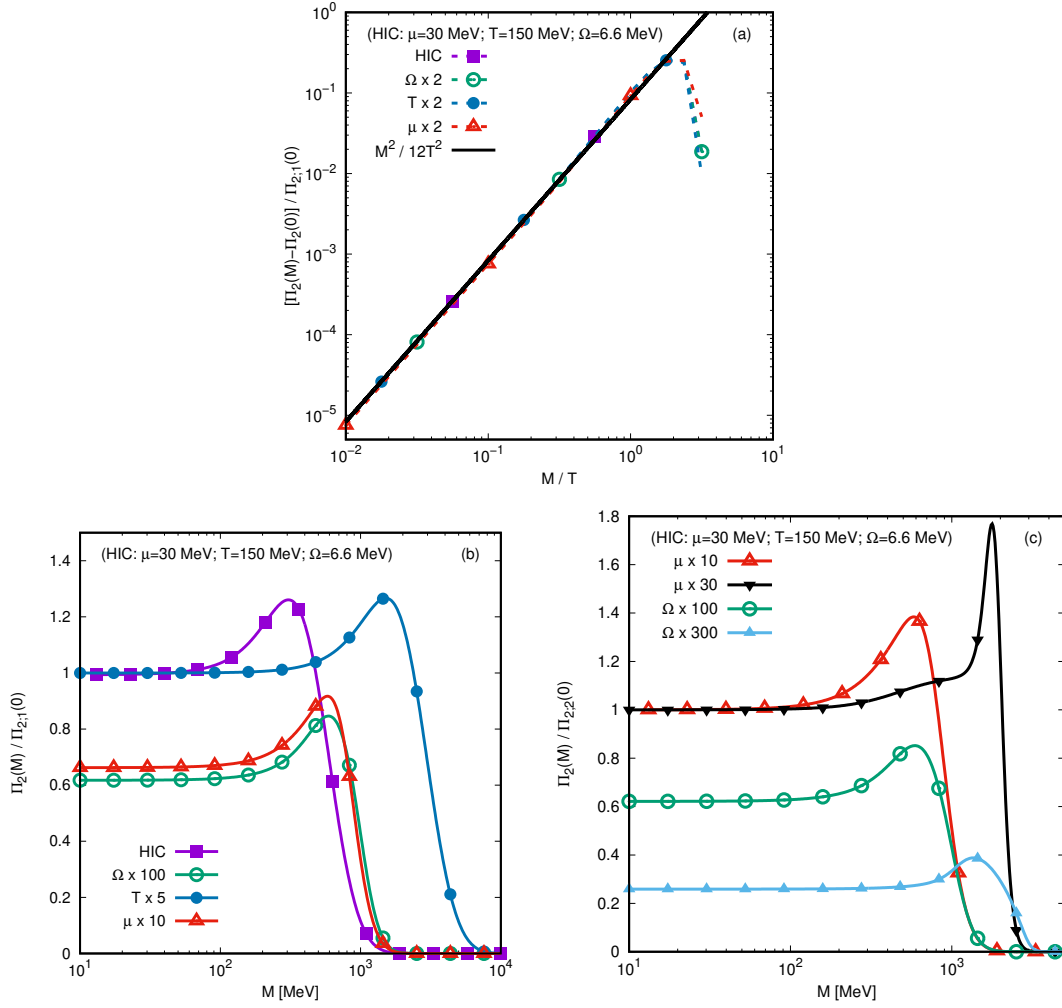 (HIC: μ=30 MeV; T=150 MeV; Ω=6.6 MeV)
(a)
HIC
Ω x 2
T x 2
μ x 2
M² / 12T²
[Π₂(M)−Π₂(0)] / Π₂;₁(0)
10⁰
10⁻¹
10⁻²
10⁻³
10⁻⁴
10⁻⁵
10⁻² 10⁻¹ 10⁰ 10¹
M / T
(HIC: μ=30 MeV; T=150 MeV; Ω=6.6 MeV)
(b)
Π₂(M) / Π₂;₁(0)
1.4
1.2
1
0.8
0.6
0.4
0.2
0
HIC
Ω x 100
T x 5
μ x 10
10¹ 10² 10³ 10⁴
M [MeV]
(HIC: μ=30 MeV; T=150 MeV; Ω=6.6 MeV)
(c)
μ x 10
μ x 30
Ω x 100
Ω x 300
Π₂(M) / Π₂;₂(0)
1.8
1.6
1.4
1.2
1
0.8
0.6
0.4
0.2
0
10¹ 10² 10³
M [MeV]